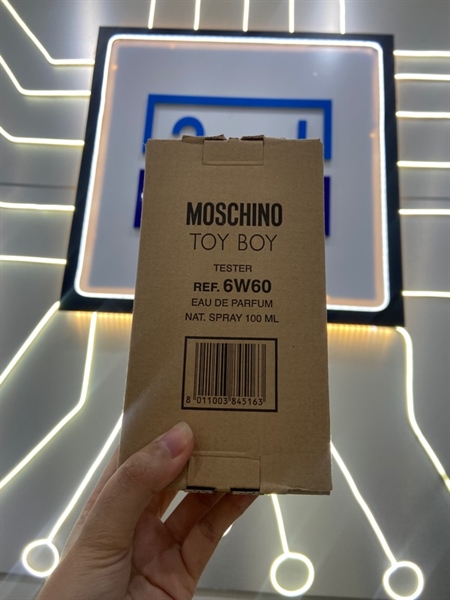 MOSCHINO
TOY BOY
TESTER
REF. 6W60
EAU DE PARFUM
NAT. SPRAY 100 ML
8 011003 845163